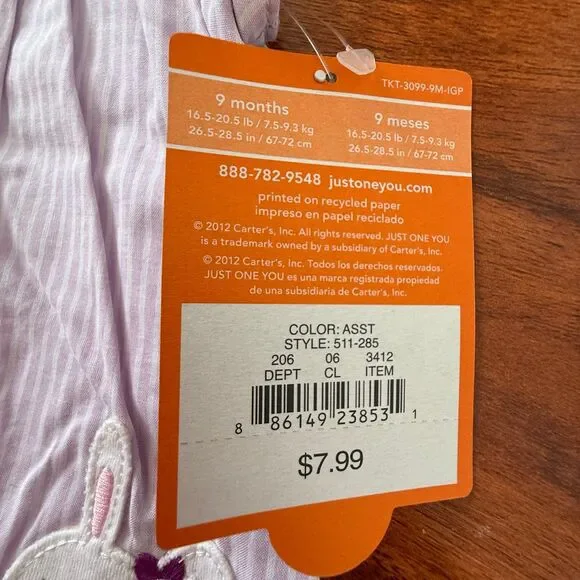 TKT-3099-9M-IGP
9 months
16.5-20.5 lb / 7.5-9.3 kg
26.5-28.5 in / 67-72 cm
9 meses
16.5-20.5 lb / 7.5-9.3 kg
26.5-28.5 in / 67-72 cm
888-782-9548 justoneyou.com
printed on recycled paper
impreso en papel reciclado
© 2012 Carter's, Inc. All rights reserved. JUST ONE YOU
is a trademark owned by a subsidiary of Carter's, Inc.
© 2012 Carter's, Inc. Todos los derechos reservados.
JUST ONE YOU es una marca registrada propiedad
de una subsidiaria de Carter's, Inc.
COLOR: ASST
STYLE: 511-285
206 06 3412
DEPT CL ITEM
8 86149 23853 1
$7.99